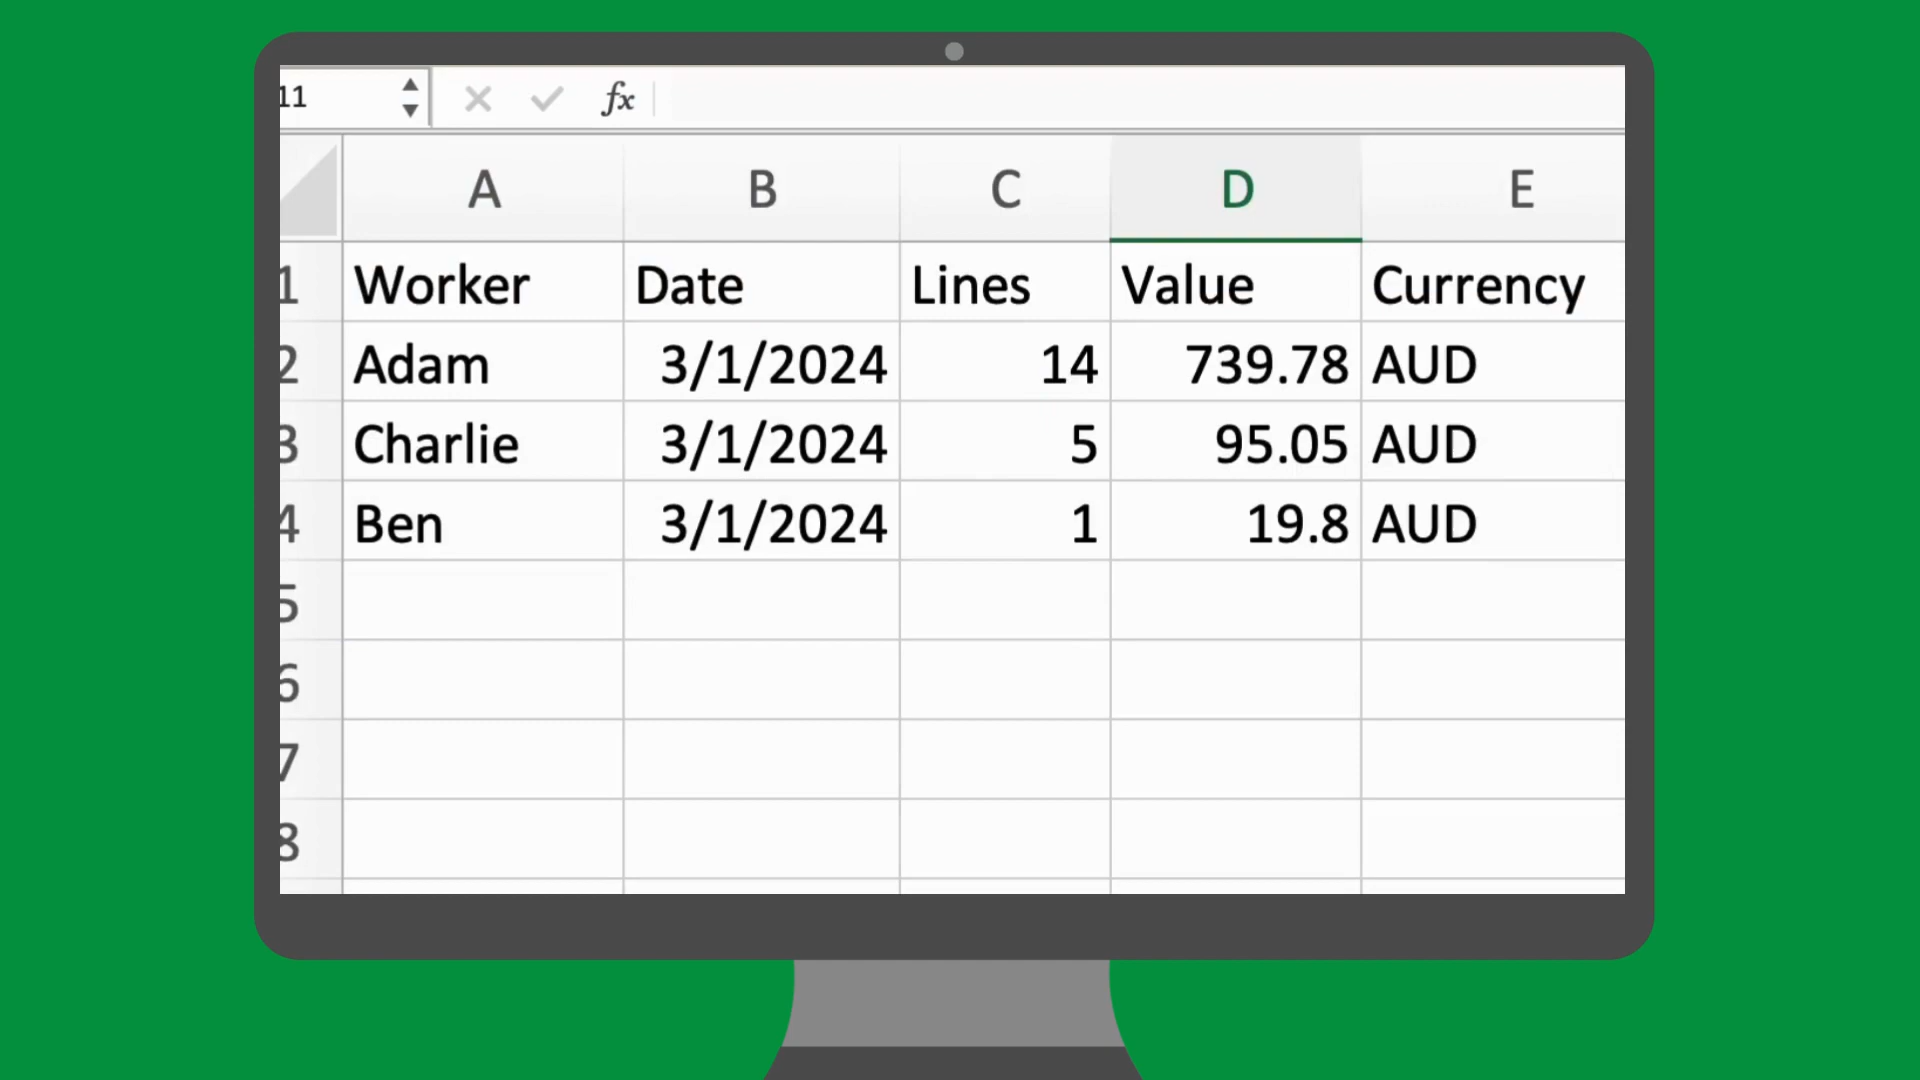 11 fx
A B C D E
1 Worker Date Lines Value Currency
2 Adam 3/1/2024 14 739.78 AUD
3 Charlie 3/1/2024 5 95.05 AUD
4 Ben 3/1/2024 1 19.8 AUD
5
6
7
8